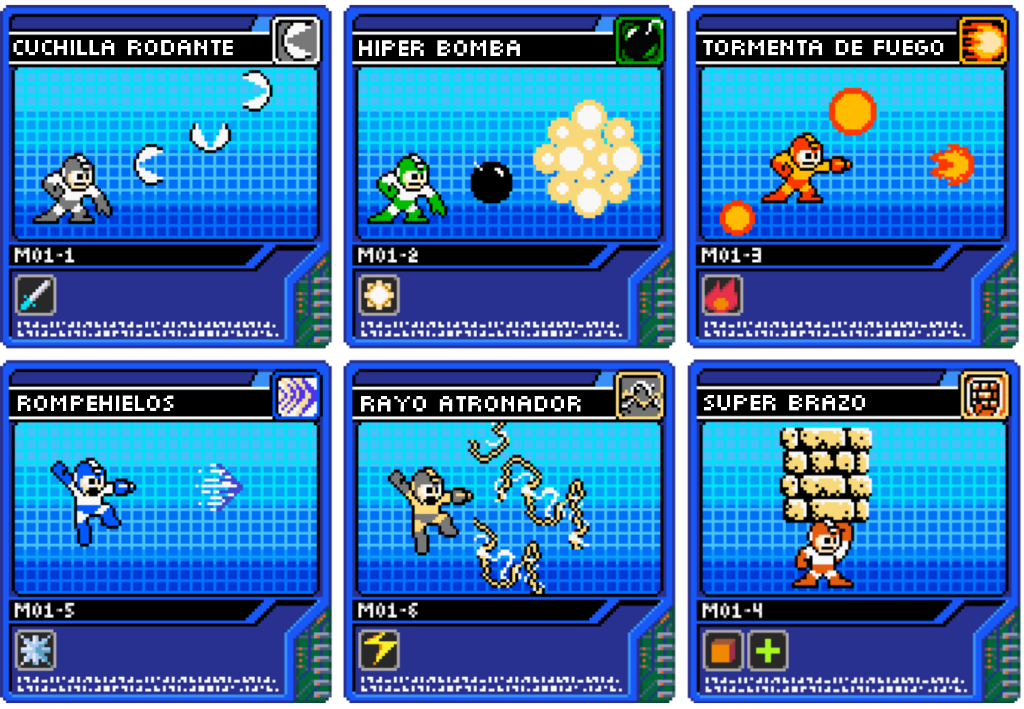 CUCHILLA RODANTE
M01-1
HIPER BOMBA
M01-2
TORMENTA DE FUEGO
M01-3
ROMPEHIELOS
M01-5
RAYO ATRONADOR
M01-6
SUPER BRAZO
M01-4